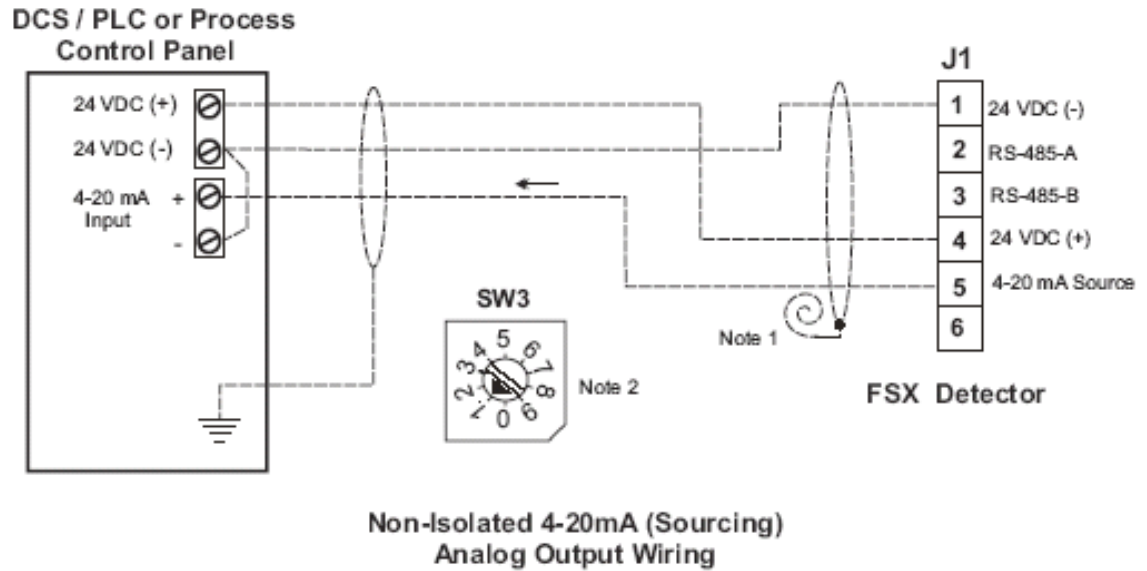 DCS / PLC or Process
Control Panel
24 VDC (+)
24 VDC (-)
4-20 mA +
Input
-
J1
1 24 VDC (-)
2 RS-485-A
3 RS-485-B
4 24 VDC (+)
5 4-20 mA Source
6
Note 1
FSX Detector
SW3
0 1 2 3 4 5 6 7 8 9
Note 2
Non-Isolated 4-20mA (Sourcing)
Analog Output Wiring